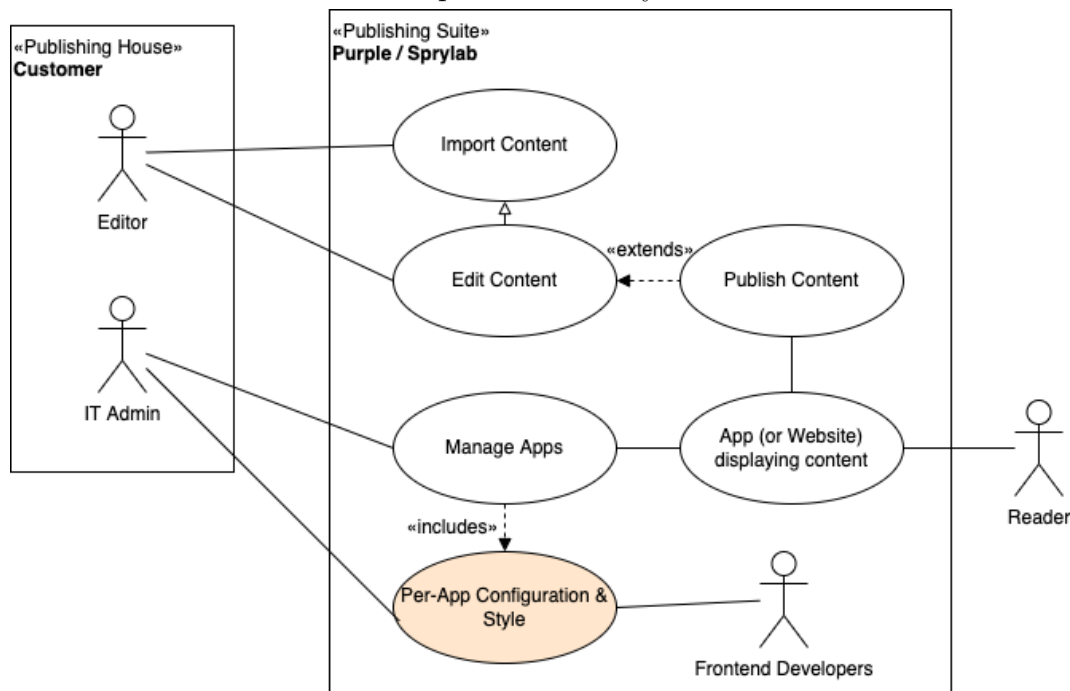 «Publishing House»
Customer
Editor
IT Admin
«Publishing Suite»
Purple / Sprylab
Import Content
Edit Content
«extends»
Publish Content
Manage Apps
App (or Website)
displaying content
«includes»
Per-App Configuration &
Style
Frontend Developers
Reader